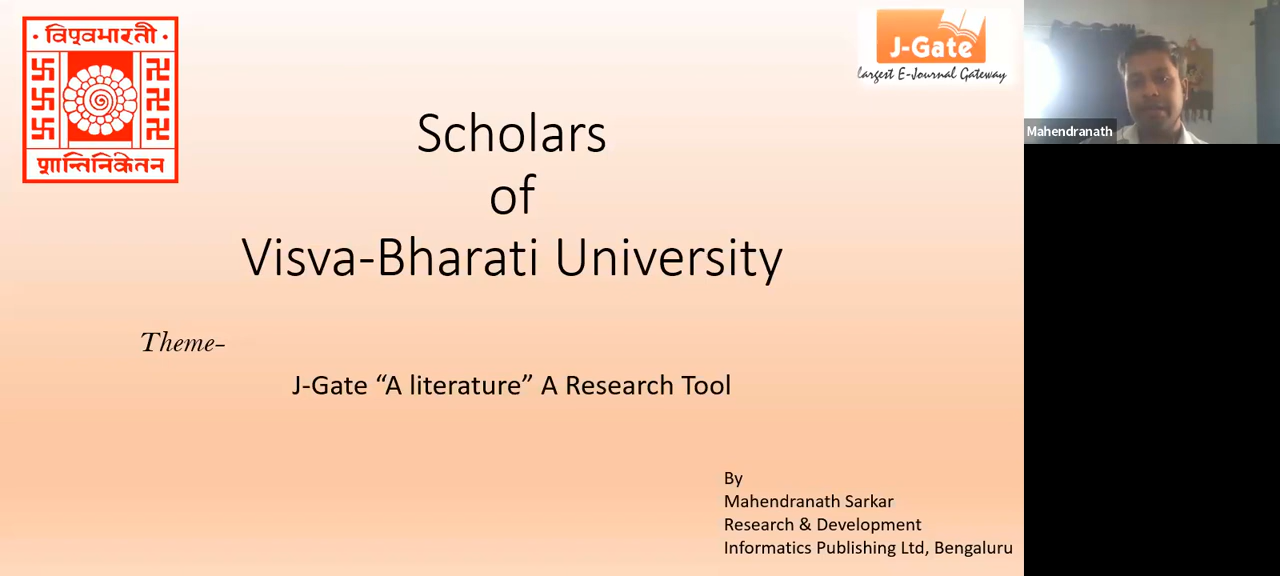 विश्वभारती
शान्तिनिकेतन
J-Gate
largest E-Journal Gateway
Mahendranath
Scholars
of
Visva-Bharati University
Theme-
J-Gate “A literature” A Research Tool
By
Mahendranath Sarkar
Research & Development
Informatics Publishing Ltd, Bengaluru